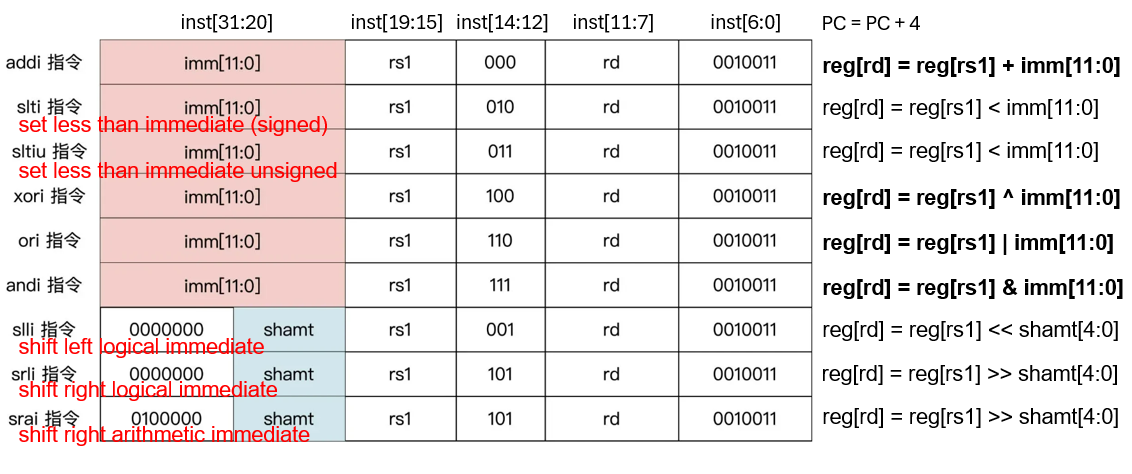 inst[31:20] inst[19:15] inst[14:12] inst[11:7] inst[6:0] PC = PC + 4
addi 指令 imm[11:0] rs1 000 rd 0010011 reg[rd] = reg[rs1] + imm[11:0]
slti 指令 imm[11:0] rs1 010 rd 0010011 reg[rd] = reg[rs1] < imm[11:0]
set less than immediate (signed)
sltiu 指令 imm[11:0] rs1 011 rd 0010011 reg[rd] = reg[rs1] < imm[11:0]
set less than immediate unsigned
xori 指令 imm[11:0] rs1 100 rd 0010011 reg[rd] = reg[rs1] ^ imm[11:0]
ori 指令 imm[11:0] rs1 110 rd 0010011 reg[rd] = reg[rs1] | imm[11:0]
andi 指令 imm[11:0] rs1 111 rd 0010011 reg[rd] = reg[rs1] & imm[11:0]
slli 指令 0000000 shamt rs1 001 rd 0010011 reg[rd] = reg[rs1] << shamt[4:0]
shift left logical immediate
srli 指令 0000000 shamt rs1 101 rd 0010011 reg[rd] = reg[rs1] >> shamt[4:0]
shift right logical immediate
srai 指令 0100000 shamt rs1 101 rd 0010011 reg[rd] = reg[rs1] >> shamt[4:0]
shift right arithmetic immediate